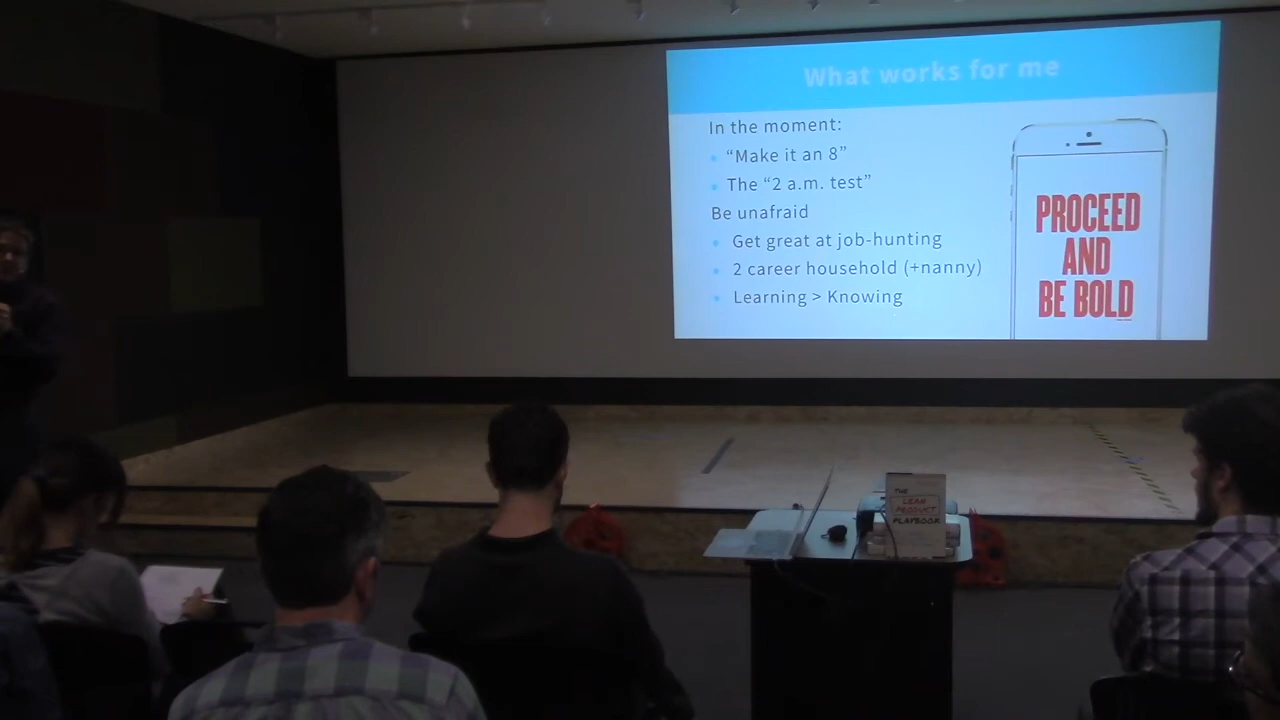 What works for me
In the moment:
“Make it an 8”
The “2 a.m. test”
Be unafraid
Get great at job-hunting
2 career household (+nanny)
Learning > Knowing
PROCEED
AND
BE BOLD
THE
LEAN
PRODUCT
PLAYBOOK